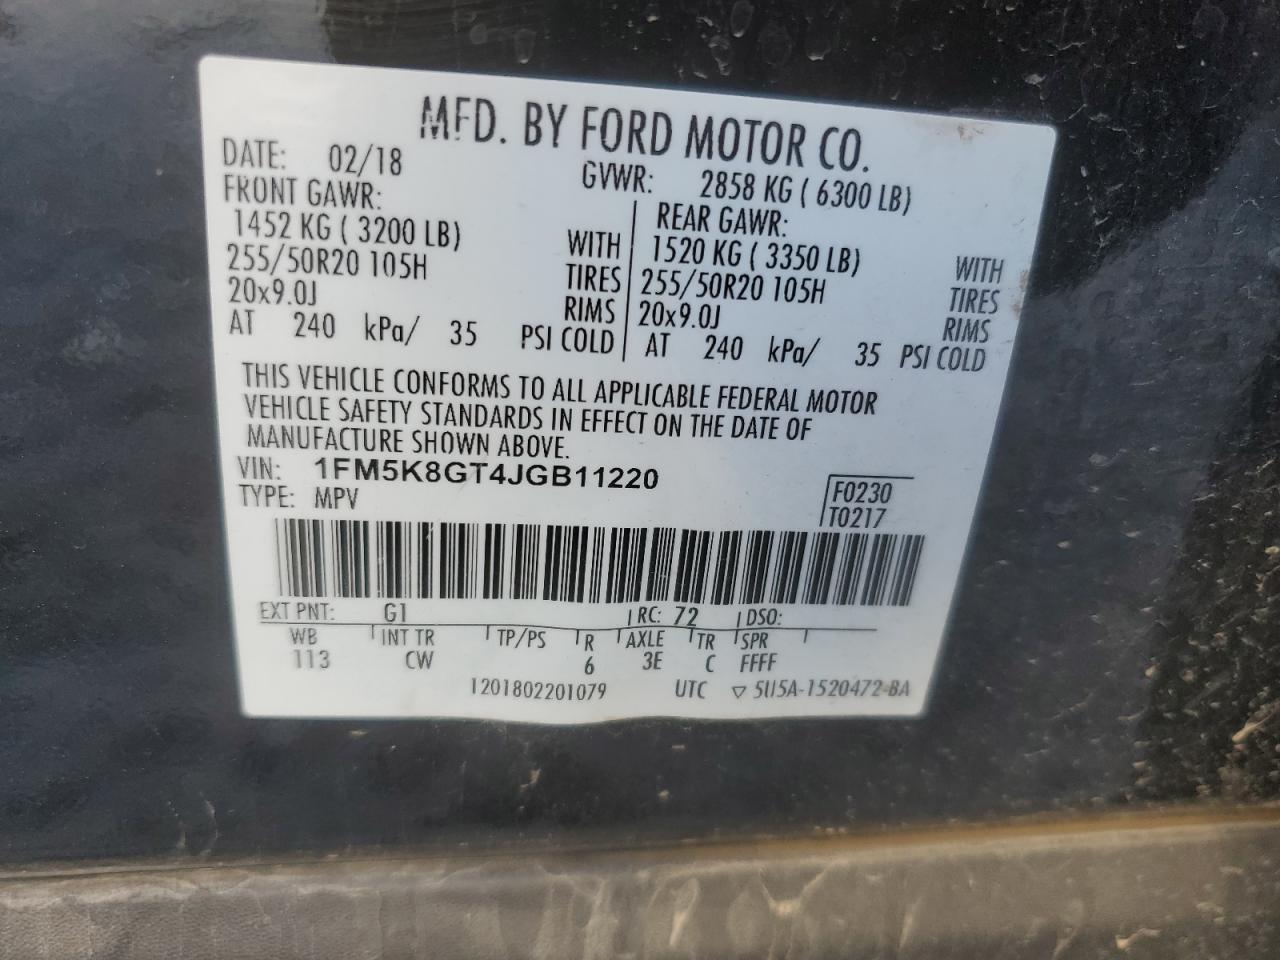 MFD. BY FORD MOTOR CO.
DATE: 02/18 GVWR: 2858 KG ( 6300 LB)
FRONT GAWR: REAR GAWR:
1452 KG ( 3200 LB) WITH 1520 KG ( 3350 LB) WITH
255/50R20 105H TIRES 255/50R20 105H TIRES
20x9.0J RIMS 20x9.0J RIMS
AT 240 kPa/ 35 PSI COLD AT 240 kPa/ 35 PSI COLD
THIS VEHICLE CONFORMS TO ALL APPLICABLE FEDERAL MOTOR
VEHICLE SAFETY STANDARDS IN EFFECT ON THE DATE OF
MANUFACTURE SHOWN ABOVE.
VIN: 1FM5K8GT4JGB11220
TYPE: MPV
F0230
T0217
EXT PNT: G1 RC: 72 DSO:
WB INT TR TP/PS R AXLE TR SPR
113 CW 6 3E C FFFF
1201802201079 UTC ▽ 5U5A-1520472-BA